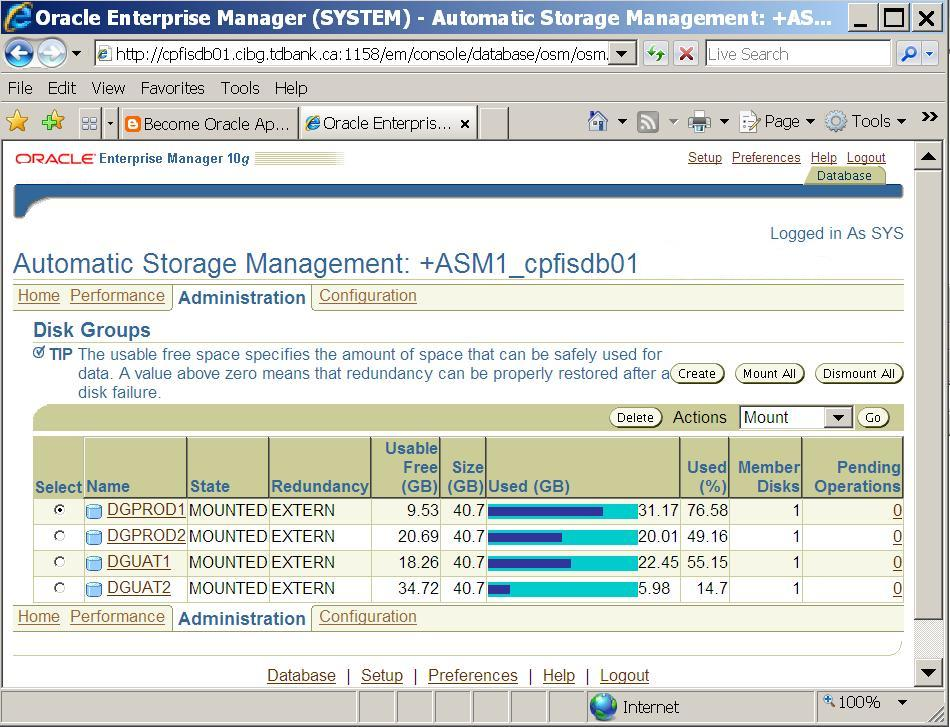 Oracle Enterprise Manager (SYSTEM) - Automatic Storage Management: +AS...
http://cpfisdb01.cibg.tdbank.ca:1158/em/console/database/osm/osm.
Live Search
File Edit View Favorites Tools Help
Become Oracle Ap... Oracle Enterpris... x Page Tools »
ORACLE Enterprise Manager 10g Setup Preferences Help Logout
Database
Logged in As SYS
Automatic Storage Management: +ASM1_cpfisdb01
Home Performance Administration Configuration
Disk Groups
TIP The usable free space specifies the amount of space that can be safely used for
data. A value above zero means that redundancy can be properly restored after a
disk failure.
Create Mount All Dismount All
Delete Actions Mount Go
Select Name State Redundancy Usable Free (GB) Size (GB) Used (GB) Used (%) Member Disks Pending Operations
DGPROD1 MOUNTED EXTERN 9.53 40.7 31.17 76.58 1 0
DGPROD2 MOUNTED EXTERN 20.69 40.7 20.01 49.16 1 0
DGUAT1 MOUNTED EXTERN 18.26 40.7 22.45 55.15 1 0
DGUAT2 MOUNTED EXTERN 34.72 40.7 5.98 14.7 1 0
Home Performance Administration Configuration
Database | Setup | Preferences | Help | Logout
Internet 100%